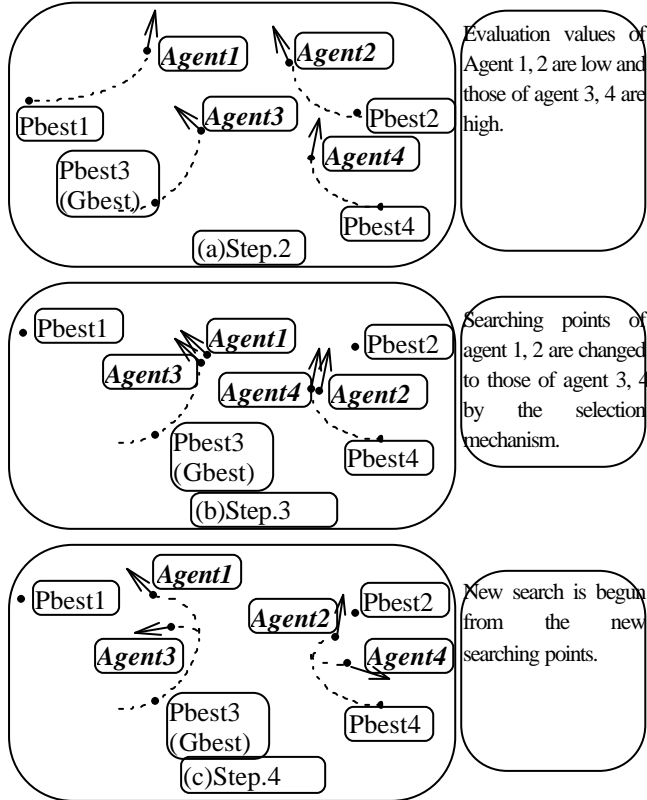 Agent1
Agent2
Pbest1
Agent3
Pbest2
Agent4
Pbest3
(Gbest)
Pbest4
(a)Step.2
Evaluation values of
Agent 1, 2 are low and
those of agent 3, 4 are
high.
Pbest1
Agent1
Agent3
Pbest2
Agent4
Agent2
Pbest3
(Gbest)
Pbest4
(b)Step.3
Searching points of
agent 1, 2 are changed
to those of agent 3, 4
by the selection
mechanism.
Agent1
Pbest1
Agent2
Pbest2
Agent3
Agent4
Pbest3
(Gbest)
Pbest4
(c)Step.4
New search is begun
from the new
searching points.